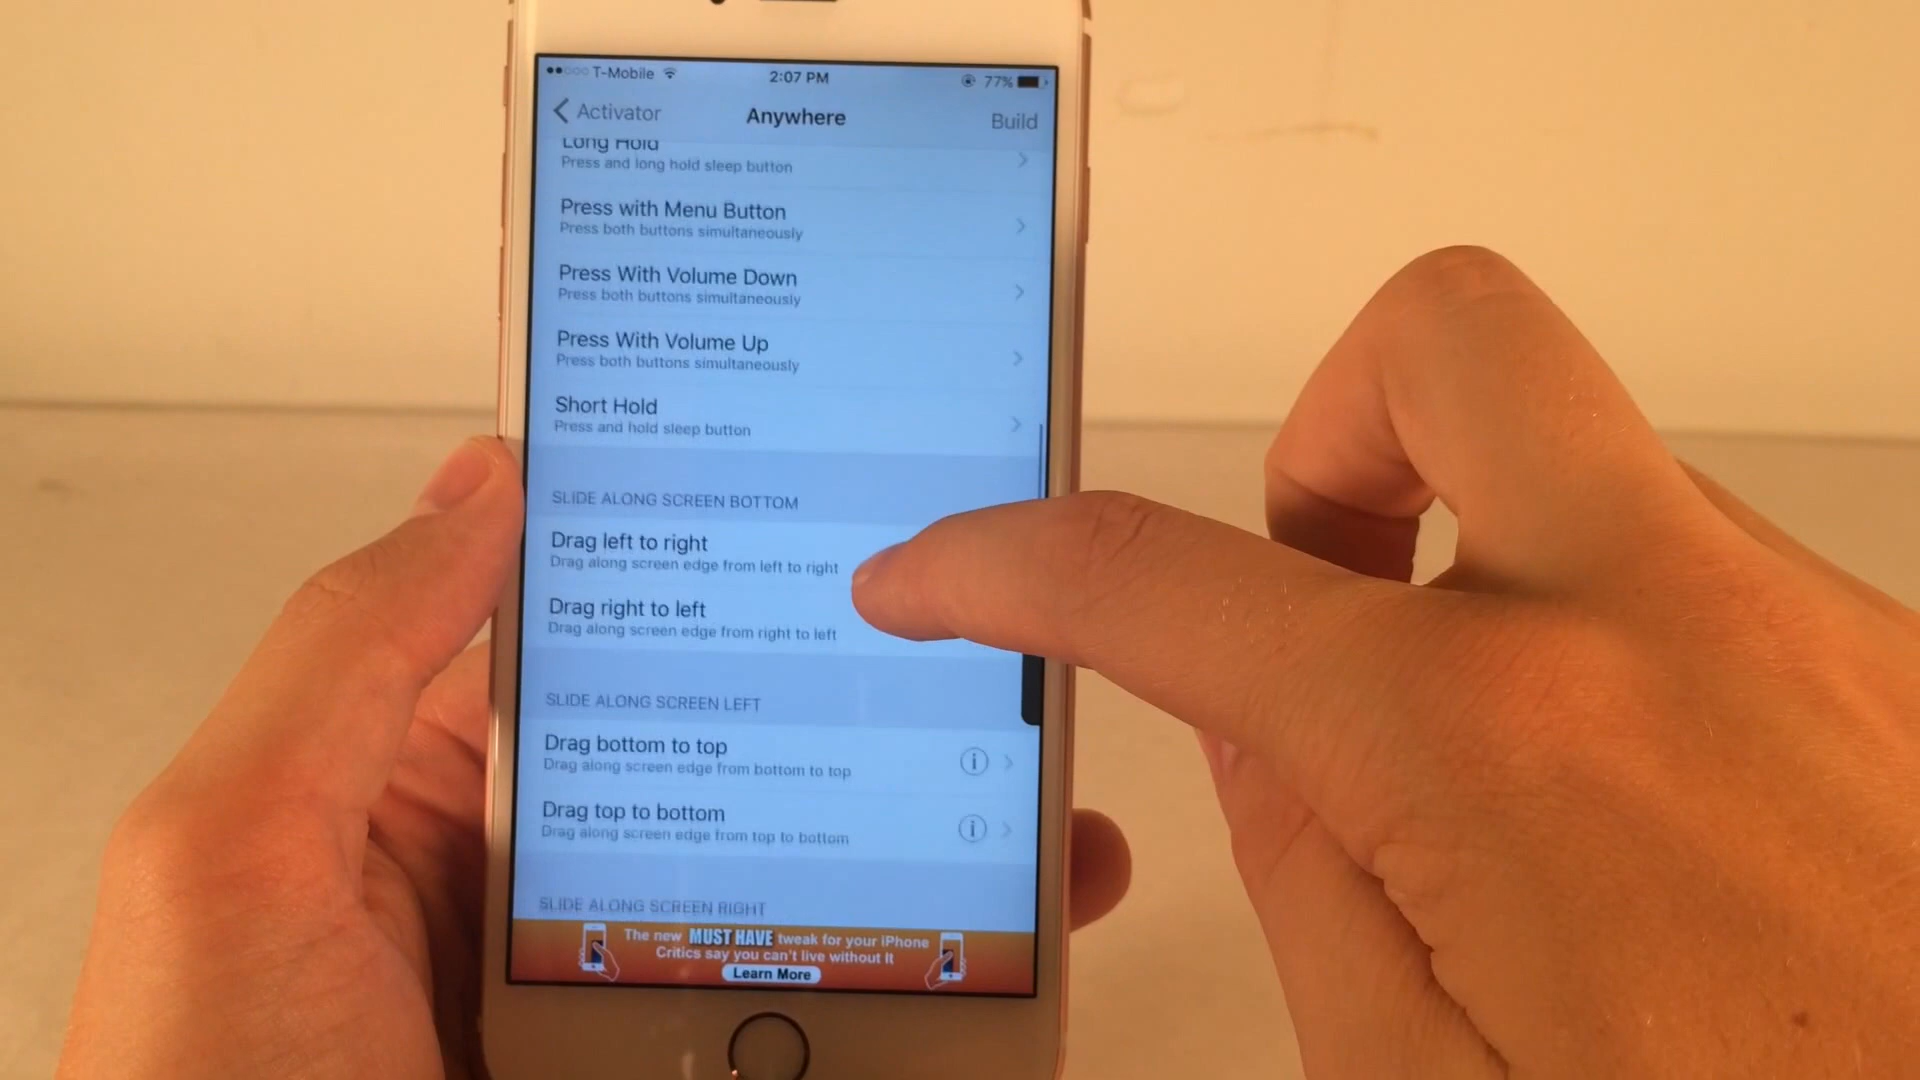 T-Mobile 2:07 PM 77%
Activator Anywhere Build
Long Hold
Press and long hold sleep button
Press with Menu Button
Press both buttons simultaneously
Press With Volume Down
Press both buttons simultaneously
Press With Volume Up
Press both buttons simultaneously
Short Hold
Press and hold sleep button
SLIDE ALONG SCREEN BOTTOM
Drag left to right
Drag along screen edge from left to right
Drag right to left
Drag along screen edge from right to left
SLIDE ALONG SCREEN LEFT
Drag bottom to top
Drag along screen edge from bottom to top
Drag top to bottom
Drag along screen edge from top to bottom
SLIDE ALONG SCREEN RIGHT
The new MUST HAVE tweak for your iPhone
Critics say you can't live without it
Learn More